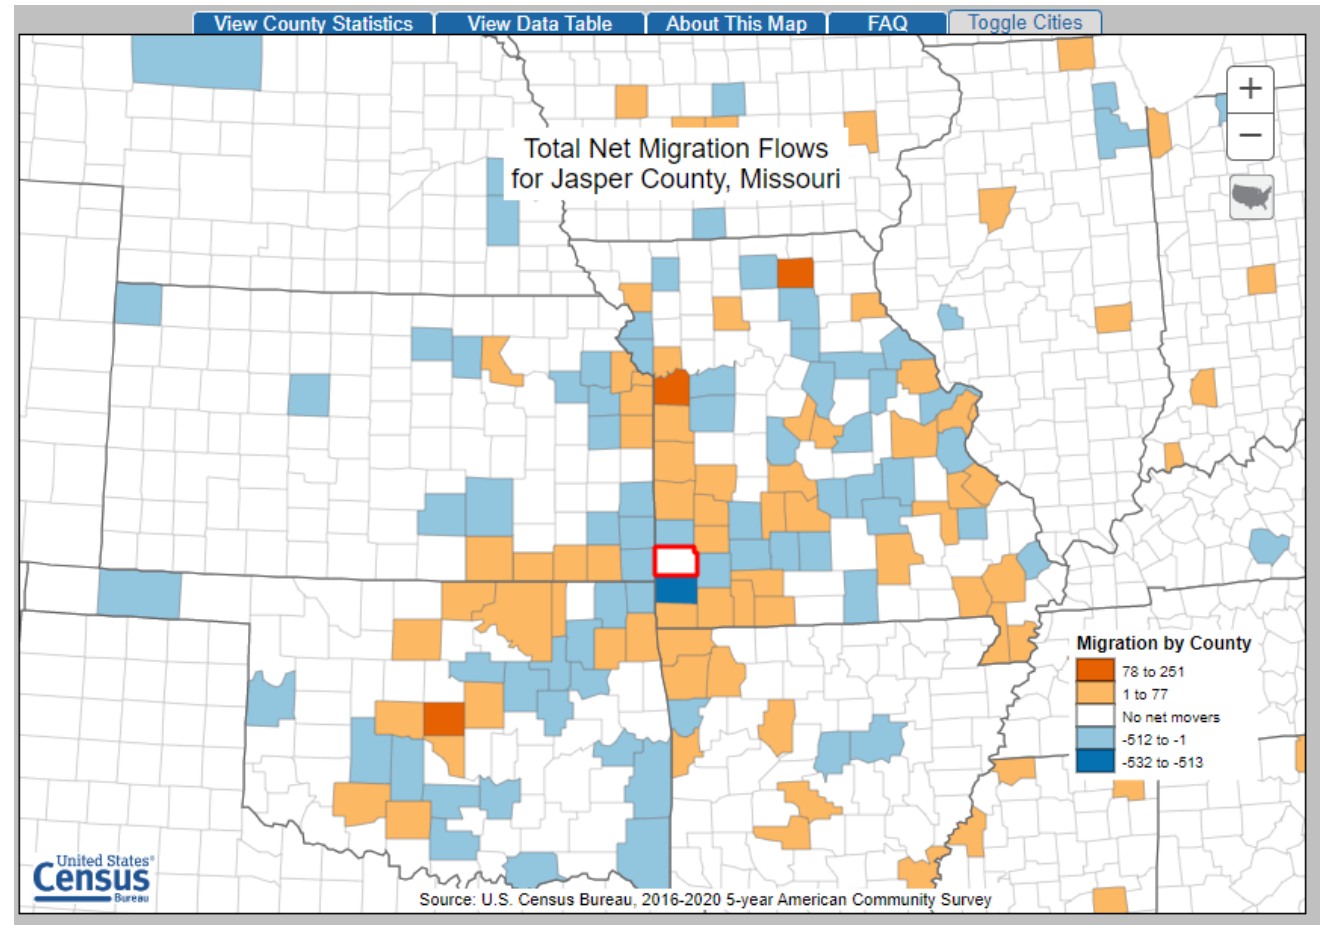 View County Statistics
View Data Table
About This Map
FAQ
Toggle Cities
+
−
Total Net Migration Flows
for Jasper County, Missouri
Migration by County
78 to 251
1 to 77
No net movers
-512 to -1
-532 to -513
United States®
Census
Bureau
Source: U.S. Census Bureau, 2016-2020 5-year American Community Survey